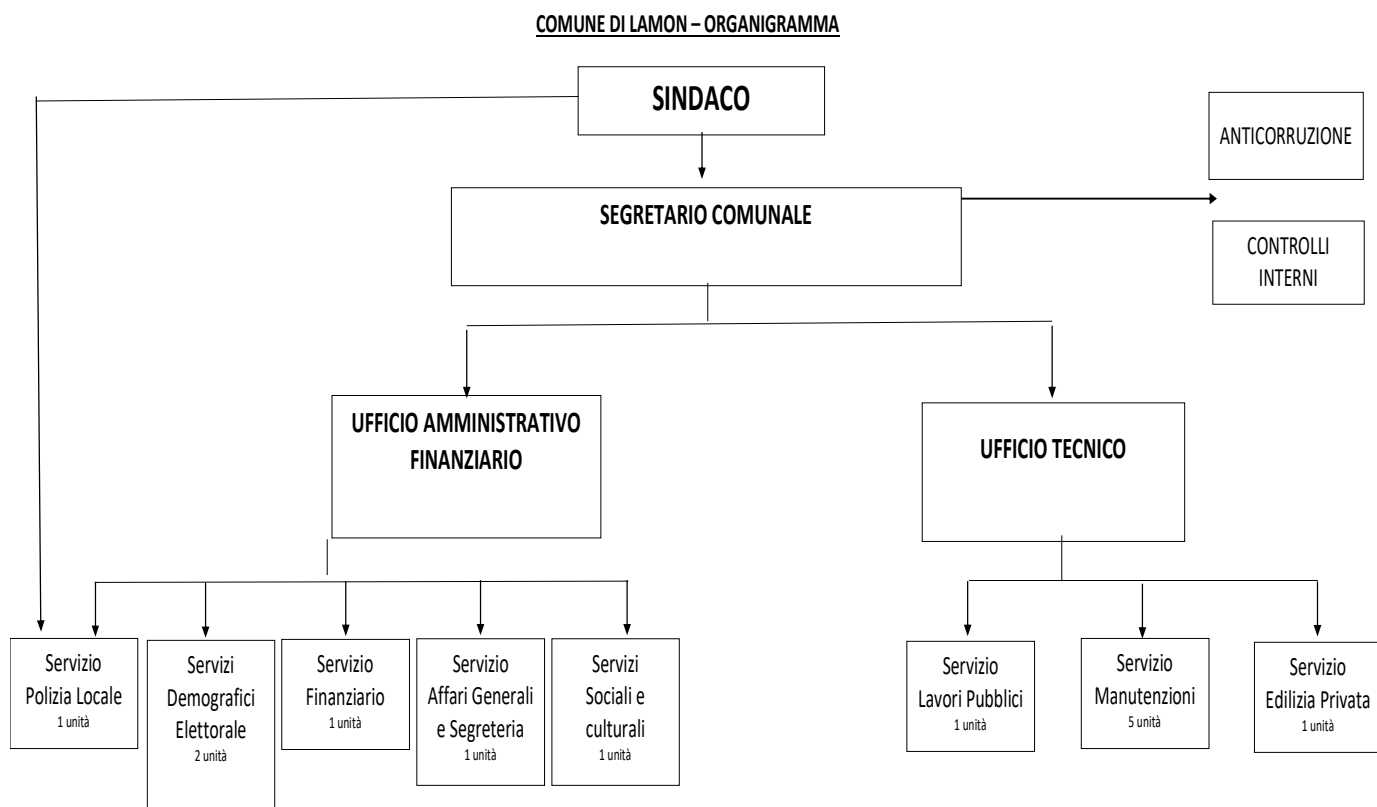 COMUNE DI LAMON – ORGANIGRAMMA
SINDACO
ANTICORRUZIONE
SEGRETARIO COMUNALE
CONTROLLI
INTERNI
UFFICIO AMMINISTRATIVO
FINANZIARIO
UFFICIO TECNICO
Servizio
Polizia Locale
1 unità
Servizi
Demografici
Elettorale
2 unità
Servizio
Finanziario
1 unità
Servizio
Affari Generali
e Segreteria
1 unità
Servizi
Sociali e
culturali
1 unità
Servizio
Lavori Pubblici
1 unità
Servizio
Manutenzioni
5 unità
Servizio
Edilizia Privata
1 unità